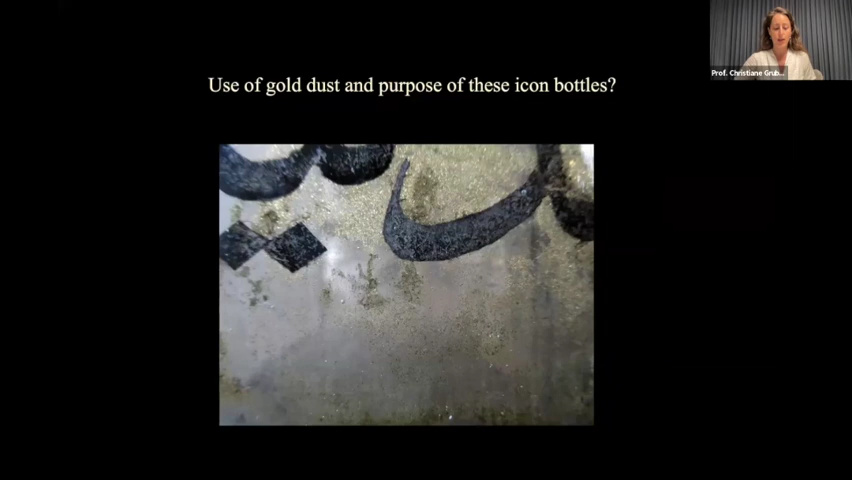 Use of gold dust and purpose of these icon bottles?
Prof. Christiane Grub...